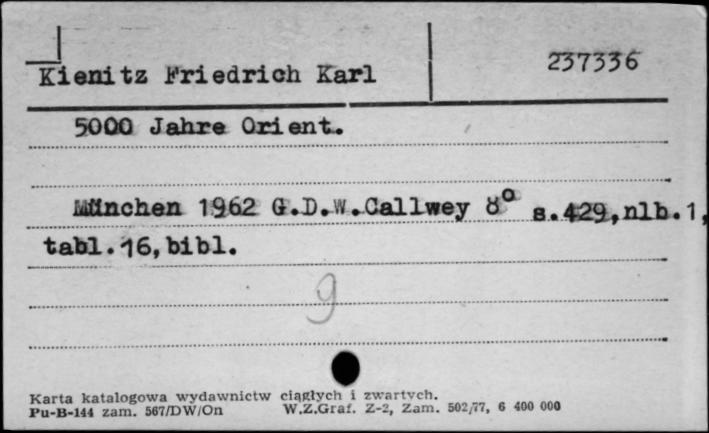 Kienitz Friedrich Karl
237336
5000 Jahre Orient.
München 1962 G.D.W.Callwey 8° s.429,nlb.1,
tabl.16,bibl.
9
Karta katalogowa wydawnictw ciągłych i zwartych.
Pu-B-144 zam. 567/DW/On W.Z.Graf. Z-2, Zam. 502/77, 6 400 000